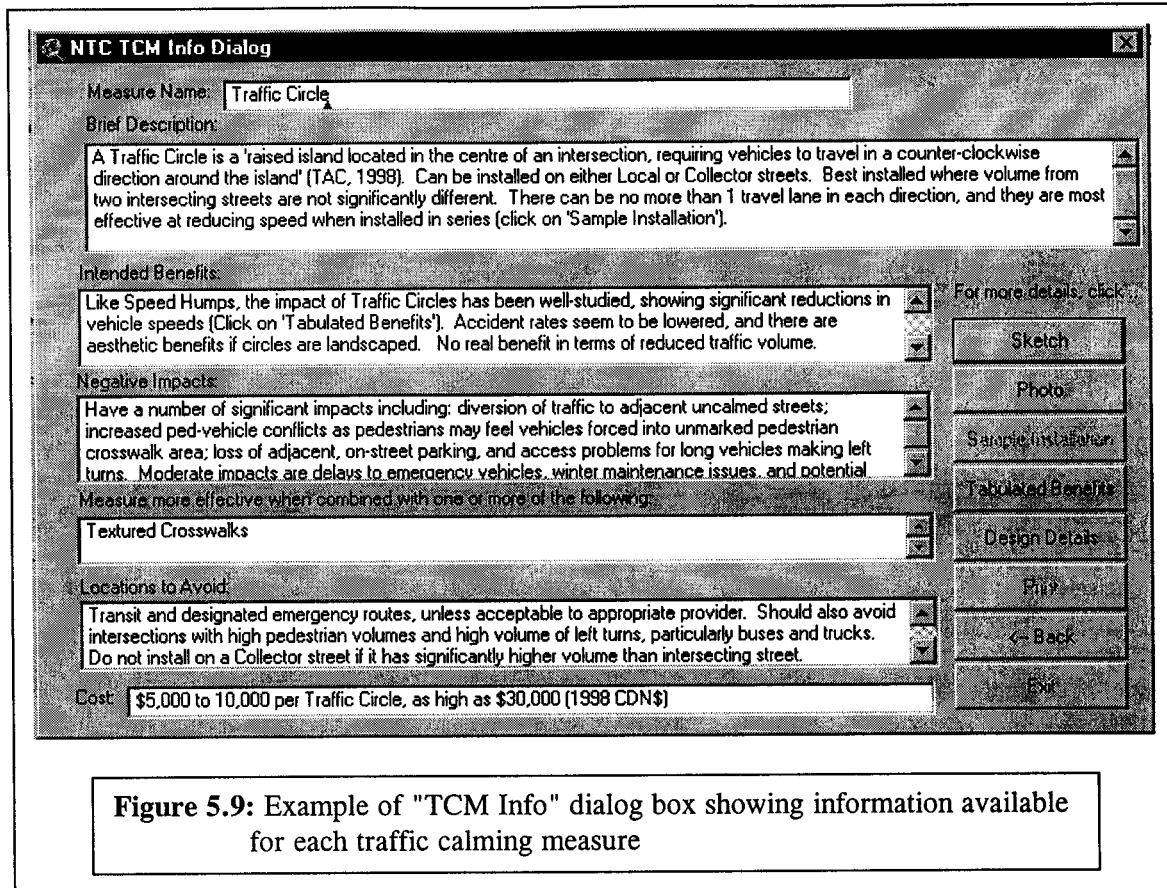 NTC TCM Info Dialog
Measure Name: Traffic Circle
Brief Description:
A Traffic Circle is a 'raised island located in the centre of an intersection, requiring vehicles to travel in a counter-clockwise
direction around the island' (TAC, 1998).  Can be installed on either Local or Collector streets.  Best installed where volume from
two intersecting streets are not significantly different.  There can be no more than 1 travel lane in each direction, and they are most
effective at reducing speed when installed in series (click on 'Sample Installation').
Intended Benefits:
Like Speed Humps, the impact of Traffic Circles has been well-studied, showing significant reductions in
vehicle speeds (Click on 'Tabulated Benefits').  Accident rates seem to be lowered, and there are
aesthetic benefits if circles are landscaped.   No real benefit in terms of reduced traffic volume.
Negative Impacts:
Have a number of significant impacts including: diversion of traffic to adjacent uncalmed streets;
increased ped-vehicle conflicts as pedestrians may feel vehicles forced into unmarked pedestrian
crosswalk area; loss of adjacent, on-street parking, and access problems for long vehicles making left
turns.  Moderate impacts are delays to emergency vehicles, winter maintenance issues, and potential
Measure more effective when combined with one or more of the following:
Textured Crosswalks
Locations to Avoid:
Transit and designated emergency routes, unless acceptable to appropriate provider.  Should also avoid
intersections with high pedestrian volumes and high volume of left turns, particularly buses and trucks.
Do not install on a Collector street if it has significantly higher volume than intersecting street.
Cost: $5,000 to 10,000 per Traffic Circle, as high as $30,000 (1998 CDN$)
For more details, click:
Sketch
Photo
Sample Installation
Tabulated Benefits
Design Details
Print
<- Back
Exit
Figure 5.9: Example of "TCM Info" dialog box showing information available
for each traffic calming measure